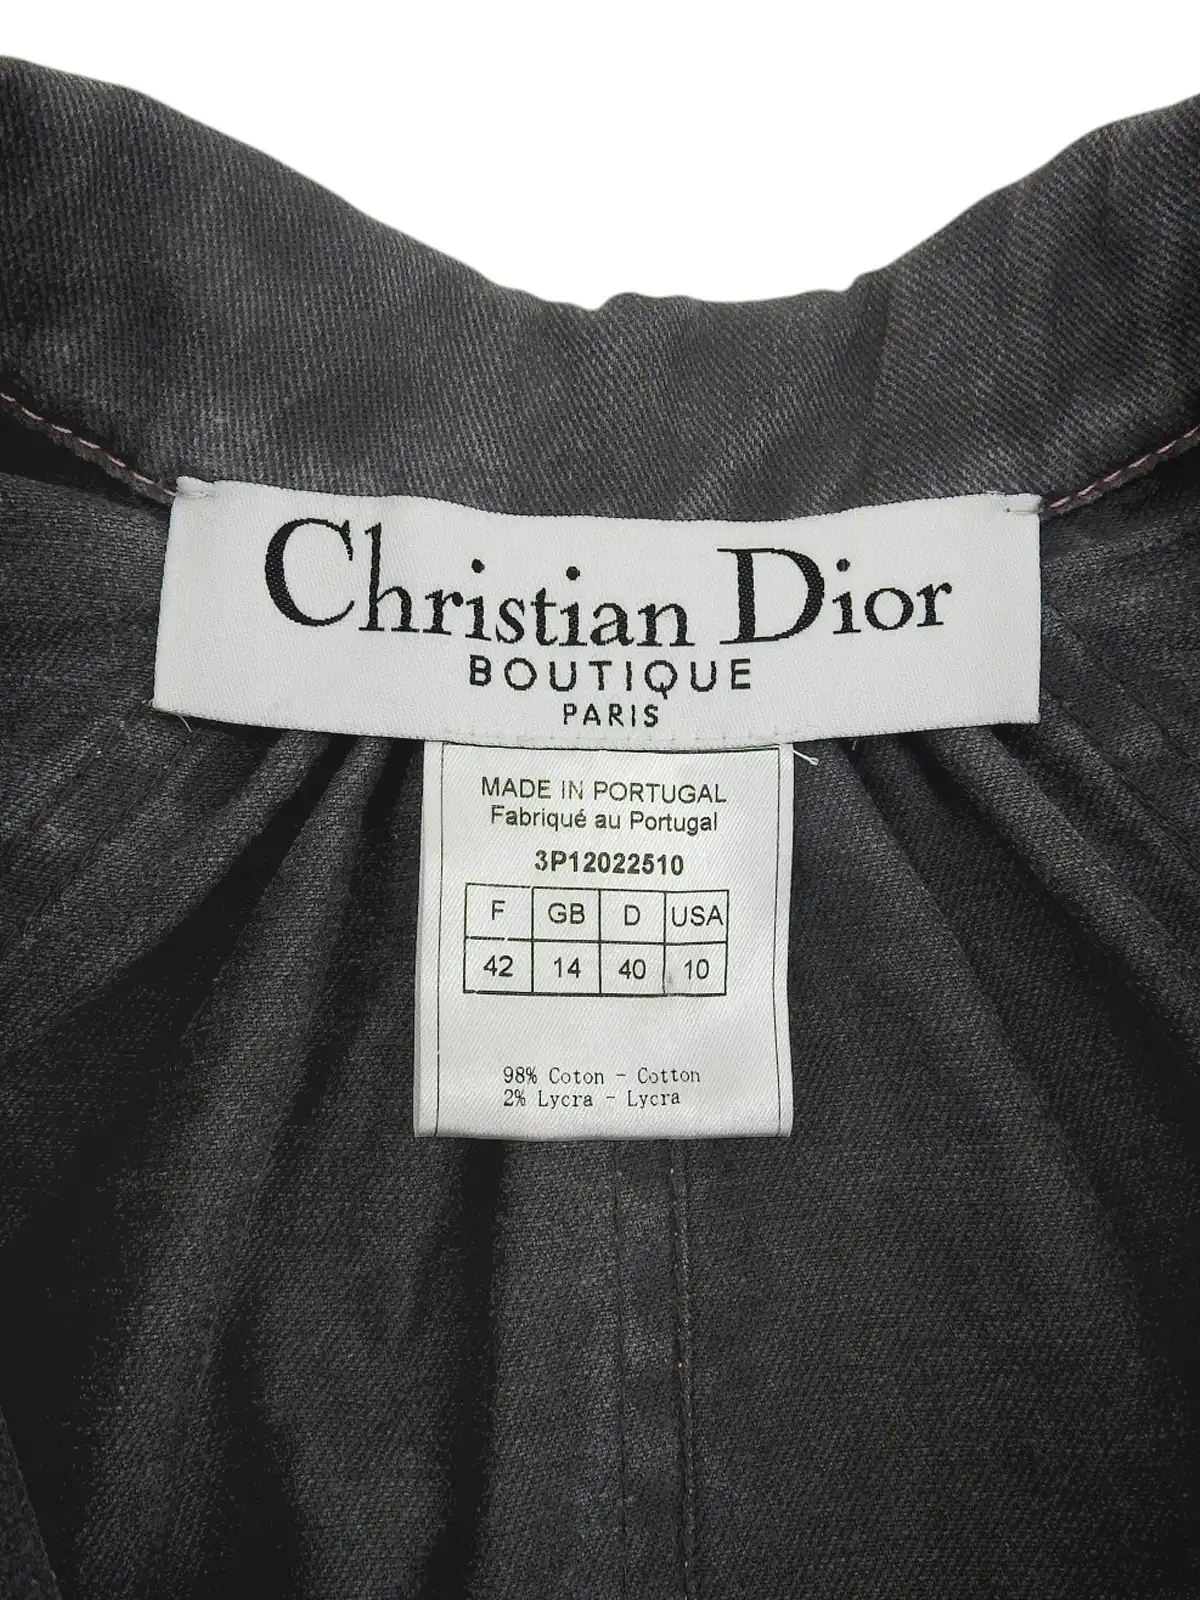 Christian Dior
BOUTIQUE
PARIS
MADE IN PORTUGAL
Fabriqué au Portugal
3P12022510
F GB D USA
42 14 40 10
98% Coton - Cotton
2% Lycra - Lycra